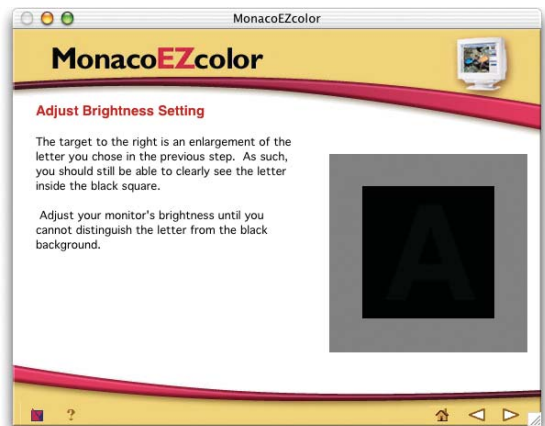 MonacoEZcolor
MonacoEZcolor
Adjust Brightness Setting
The target to the right is an enlargement of the
letter you chose in the previous step. As such,
you should still be able to clearly see the letter
inside the black square.
Adjust your monitor's brightness until you
cannot distinguish the letter from the black
background.
A
?